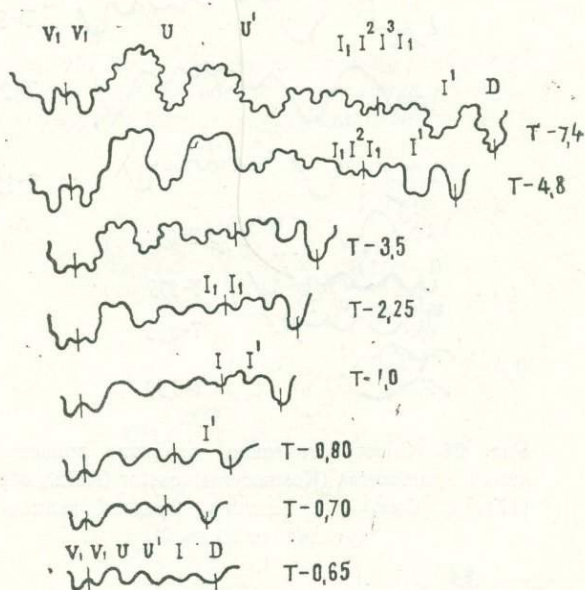 V₁ V₁ U U' I₁ I² I³ I₁
I' D
T-7,4
I₁ I² I₁ I'
T-4,8
T-3,5
I₁ I₁
T-2,25
I I'
T-1,0
I'
T-0,80
T-0,70
V₁ V₁ U U' I D
T-0,65